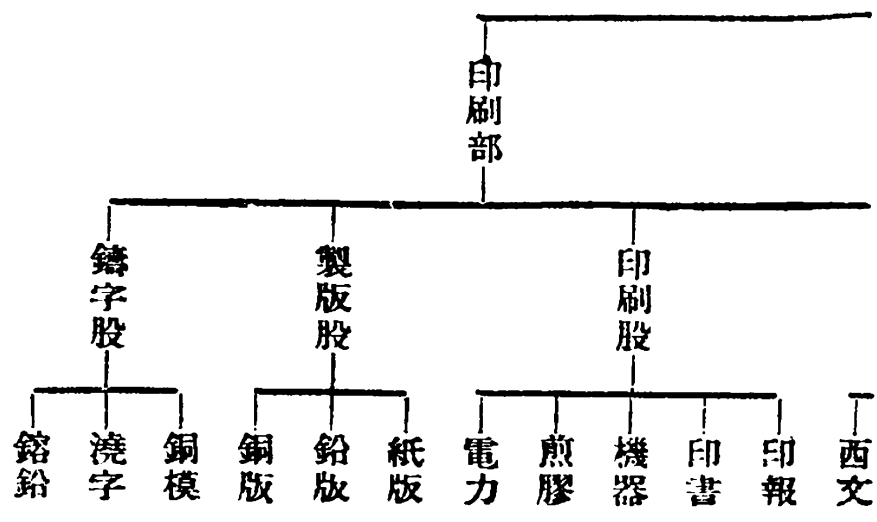 印刷部
印刷股
製版股
鑄字股
西文
印報
印書
機器
煎膠
電力
紙版
鉛版
銅版
銅模
澆字
鎔鉛